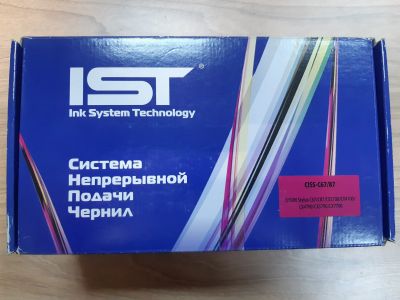 IST®
Ink System Technology
Система
Непрерывной
Подачи
Чернил
CISS-C67/87